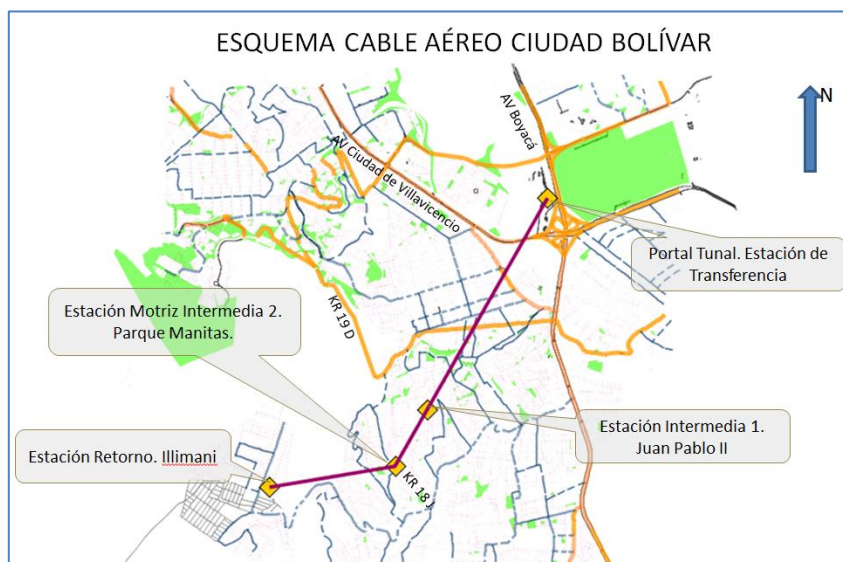 ESQUEMA CABLE AÉREO CIUDAD BOLÍVAR
N
AV Boyacá
AV Ciudad de Villavicencio
Portal Tunal. Estación de
Transferencia
Estación Motriz Intermedia 2.
Parque Manitas.
KR 19 D
Estación Intermedia 1.
Juan Pablo II
Estación Retorno. Illimani
KR 18 J